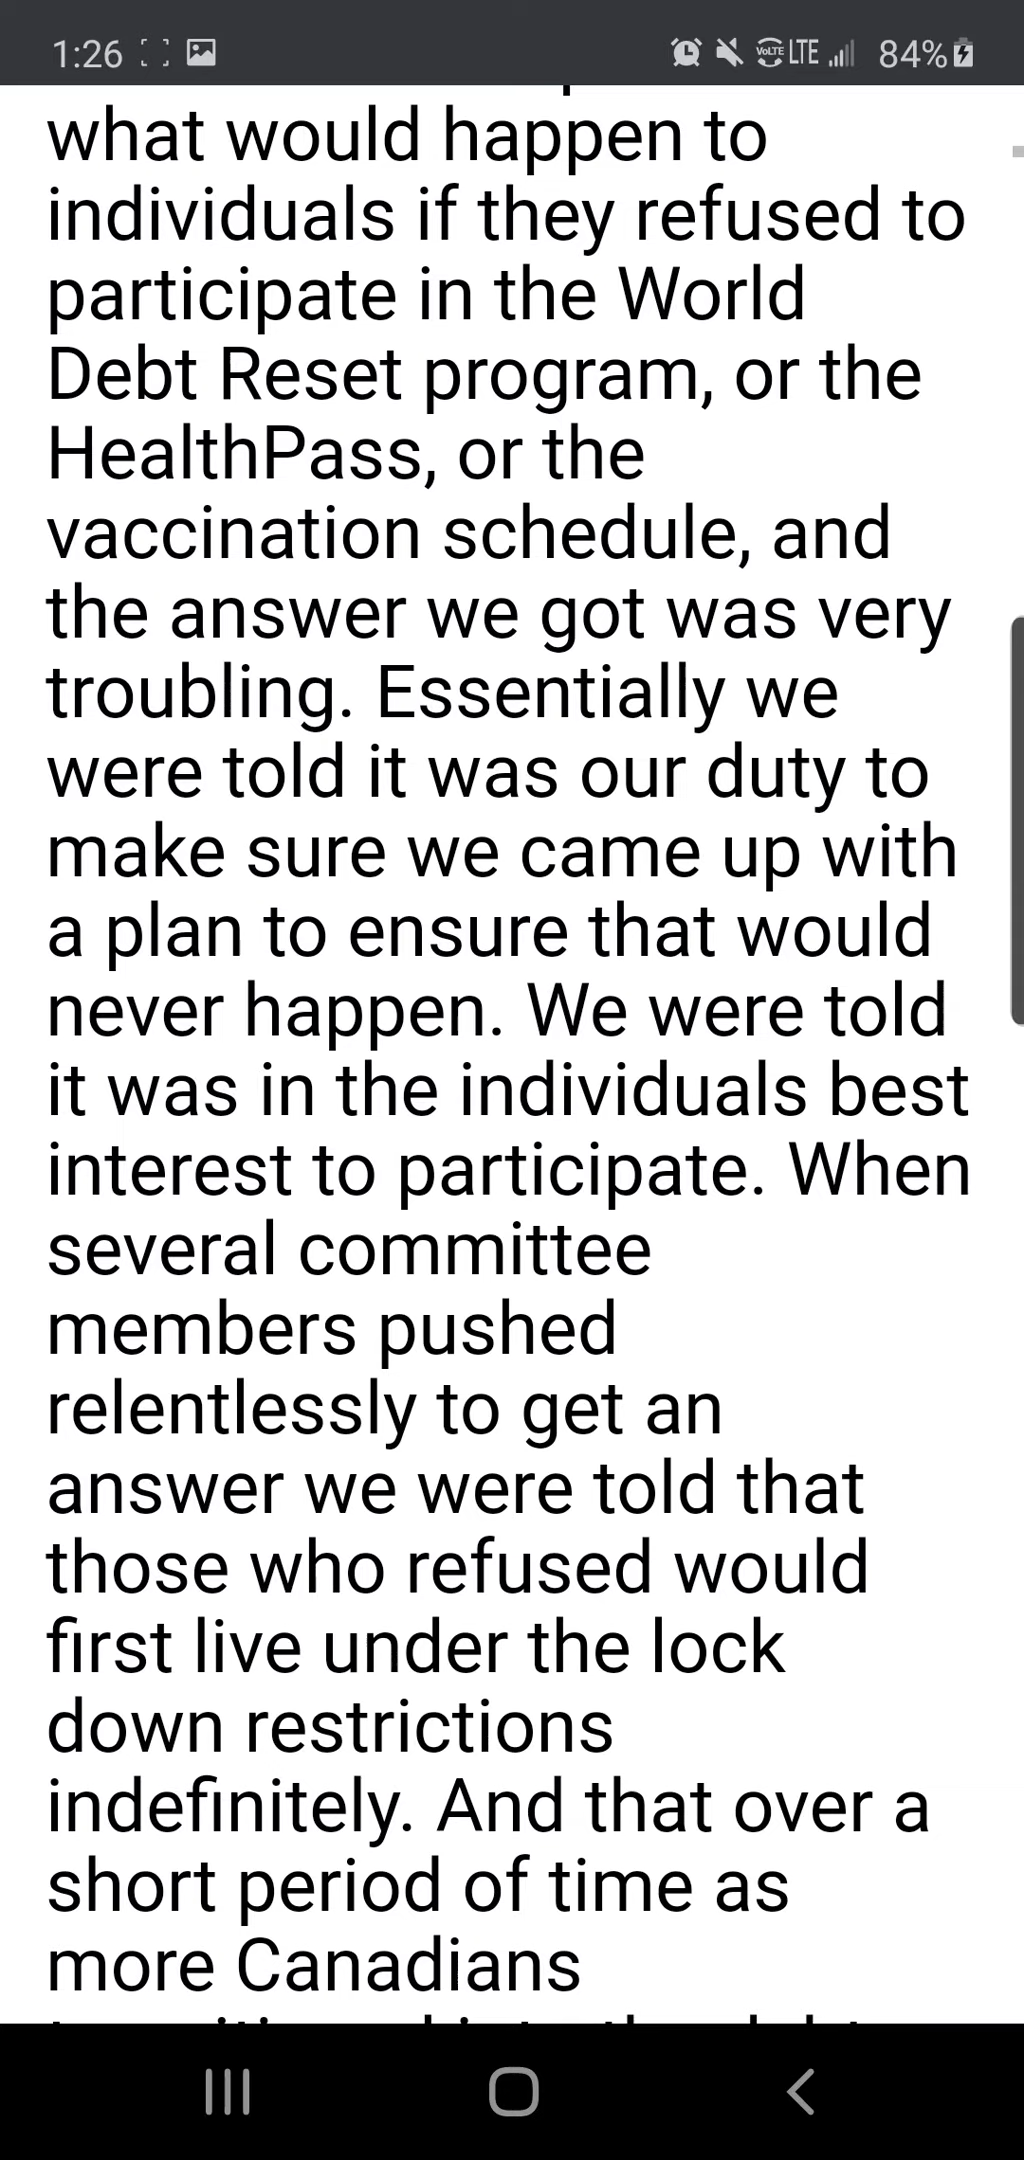 1:26 VoLTE LTE 84%
what would happen to
individuals if they refused to
participate in the World
Debt Reset program, or the
HealthPass, or the
vaccination schedule, and
the answer we got was very
troubling. Essentially we
were told it was our duty to
make sure we came up with
a plan to ensure that would
never happen. We were told
it was in the individuals best
interest to participate. When
several committee
members pushed
relentlessly to get an
answer we were told that
those who refused would
first live under the lock
down restrictions
indefinitely. And that over a
short period of time as
more Canadians